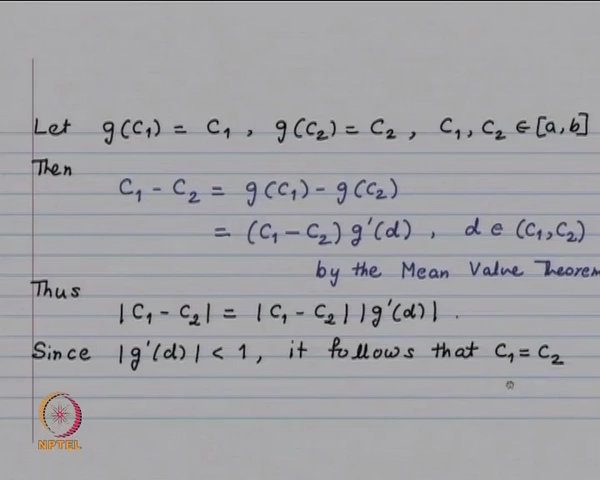 Let g(C₁) = C₁, g(C₂) = C₂, C₁, C₂ ∈ [a, b]
Then
C₁ - C₂ = g(C₁) - g(C₂)
= (C₁ - C₂) g'(d), d ∈ (C₁, C₂)
by the Mean Value Theorem
Thus
|C₁ - C₂| = |C₁ - C₂| |g'(d)|.
Since |g'(d)| < 1, it follows that C₁ = C₂
NPTEL